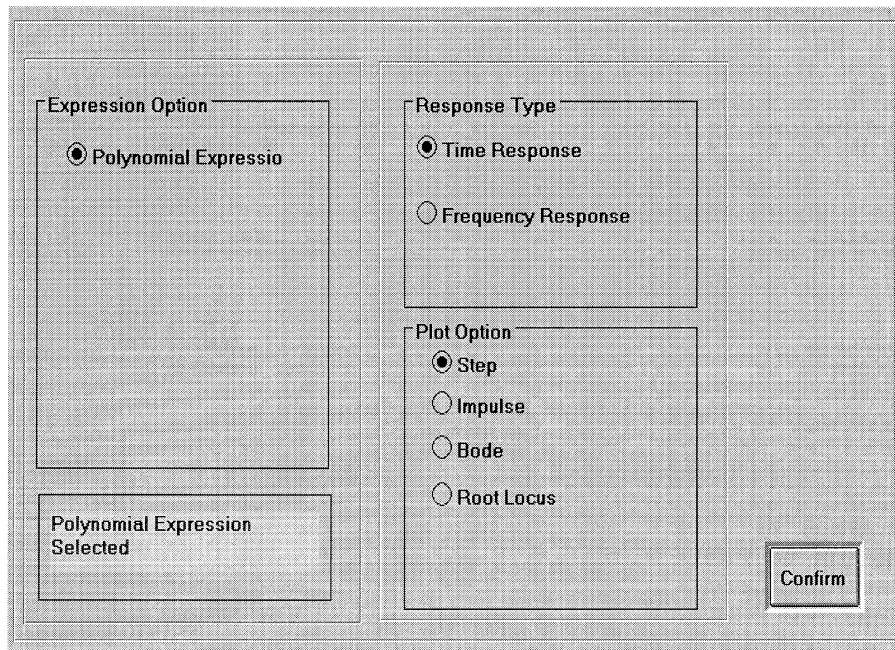 Expression Option
Polynomial Expressio
Polynomial Expression
Selected
Response Type
Time Response
Frequency Response
Plot Option
Step
Impulse
Bode
Root Locus
Confirm